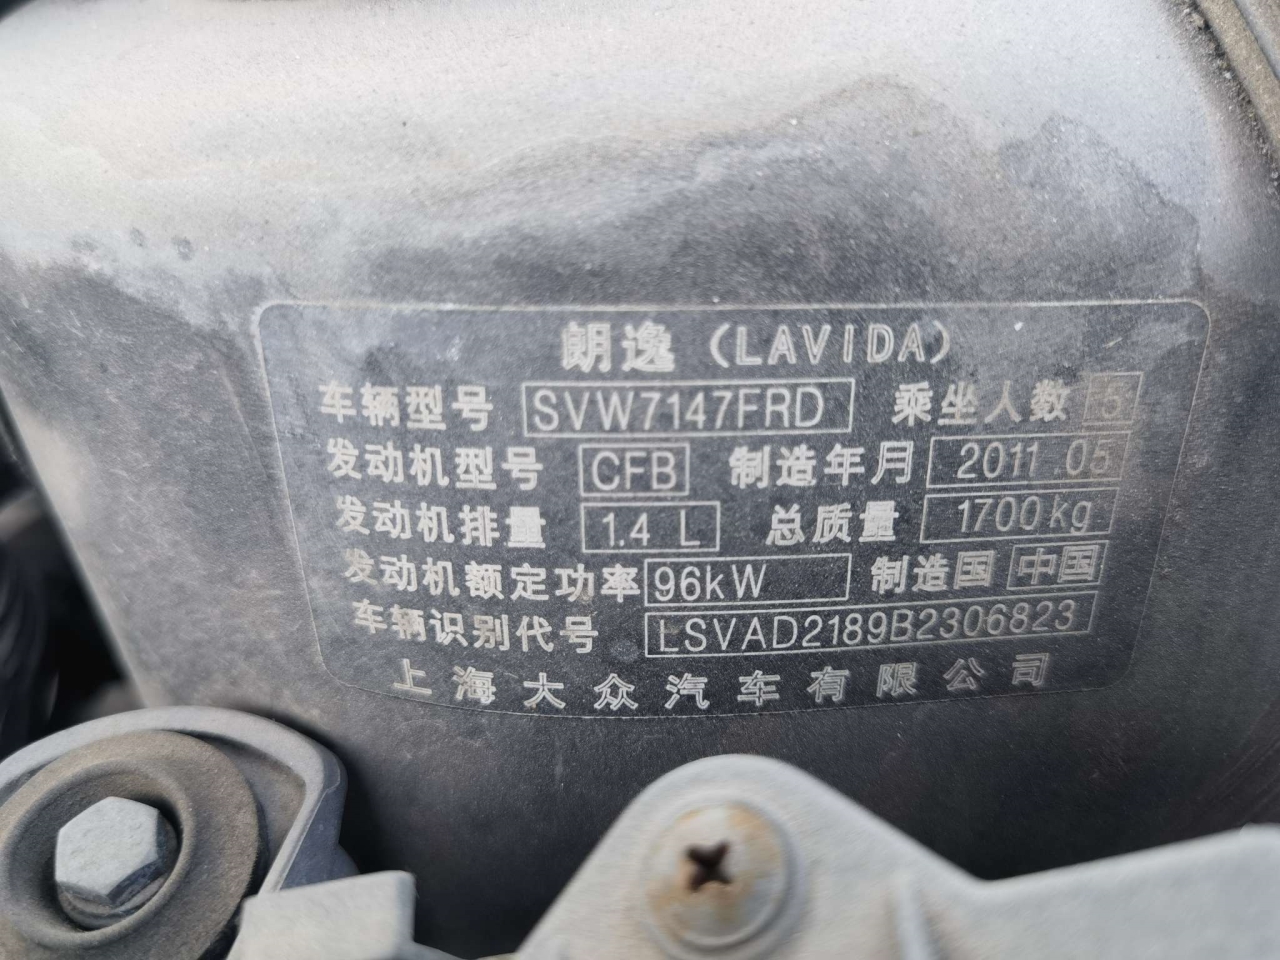 朗逸（LAVIDA）
车辆型号 SVW7147FRD 乘坐人数 5
发动机型号 CFB 制造年月 2011.05
发动机排量 1.4 L 总质量 1700kg
发动机额定功率 96kW 制造国 中国
车辆识别代号 LSVAD2189B2306823
上海大众汽车有限公司